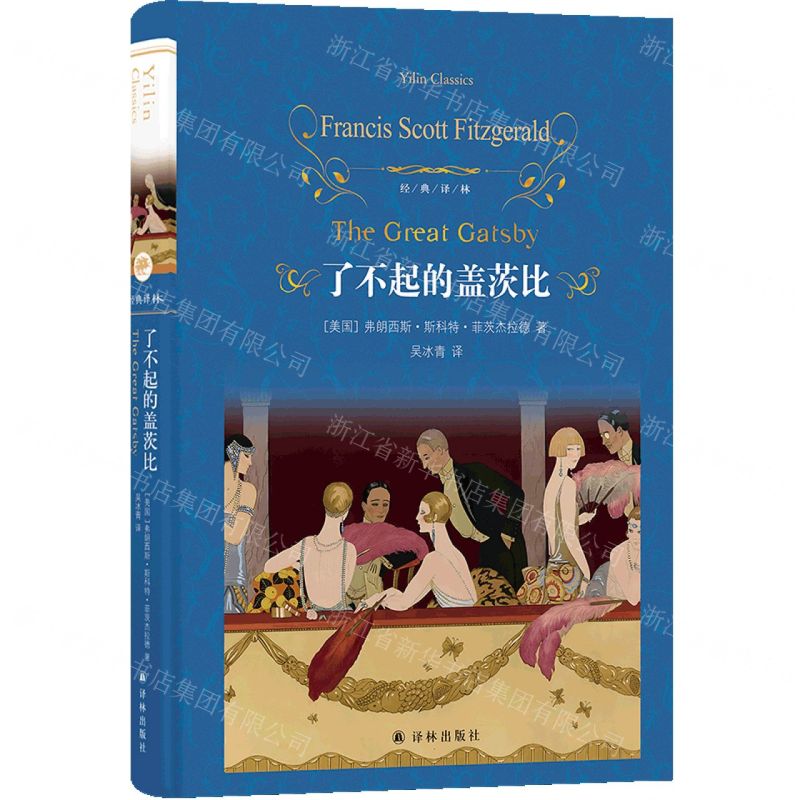 Yilin Classics
Francis Scott Fitzgerald
经/典/译/林
The Great Gatsby
了不起的盖茨比
[美国] 弗朗西斯·斯科特·菲茨杰拉德 著
吴冰青 译
译林出版社
Yilin
Classics
经典译林
了不起的盖茨比
The Great Gatsby
[美国] 弗朗西斯·斯科特·菲茨杰拉德 著
吴冰青 译
译林出版社
浙江省新华书店集团有限公司